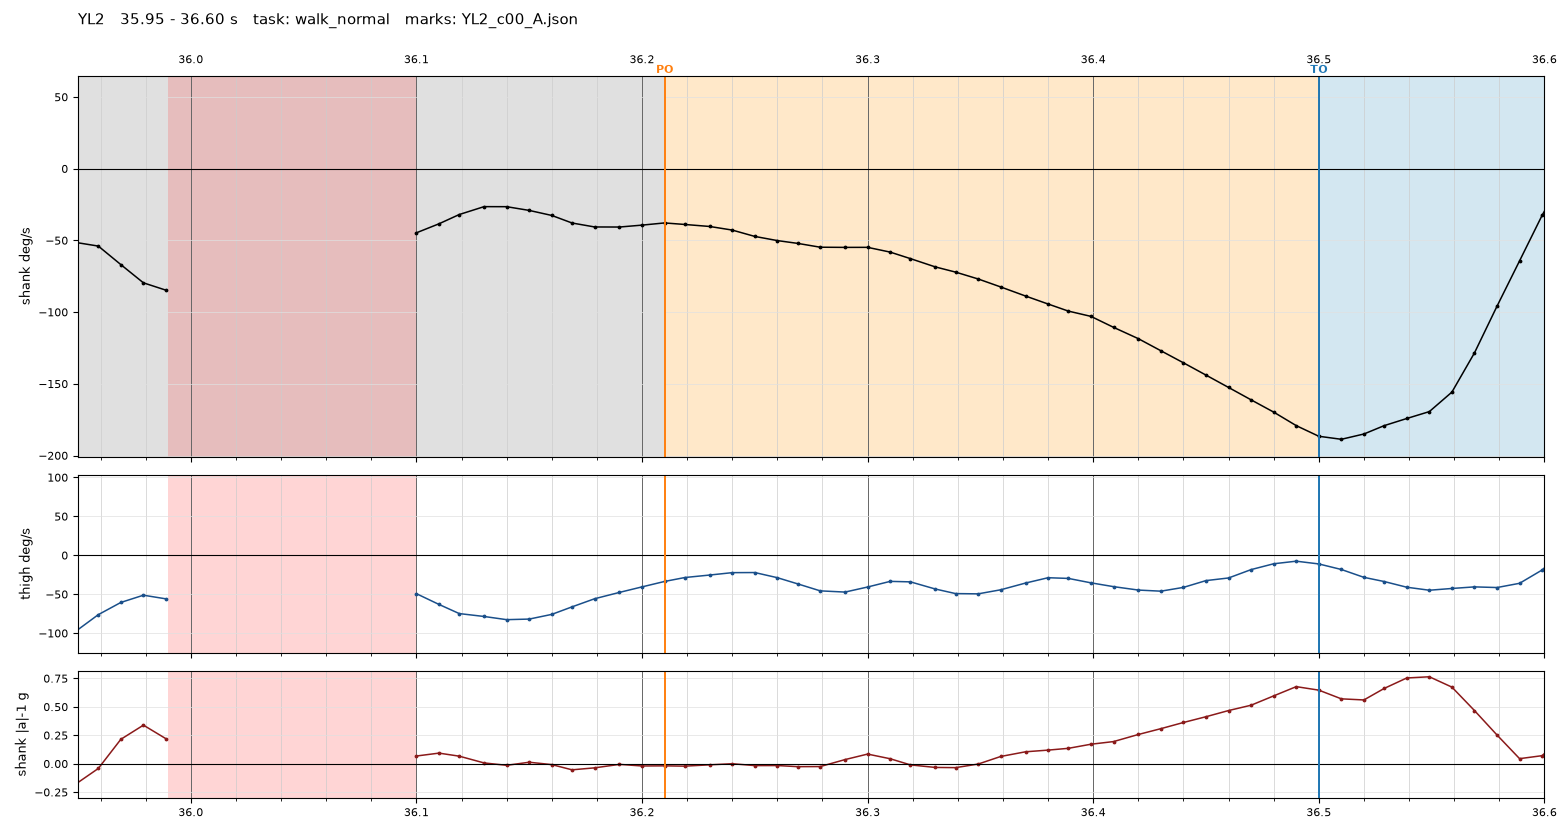 YL2   35.95 - 36.60 s   task: walk_normal   marks: YL2_c00_A.json
36.0 36.1 36.2 36.3 36.4 36.5 36.6
PO TO
shank deg/s
50
0
−50
−100
−150
−200
thigh deg/s
100
50
0
−50
−100
shank |a|-1 g
0.75
0.50
0.25
0.00
−0.25
36.0 36.1 36.2 36.3 36.4 36.5 36.6